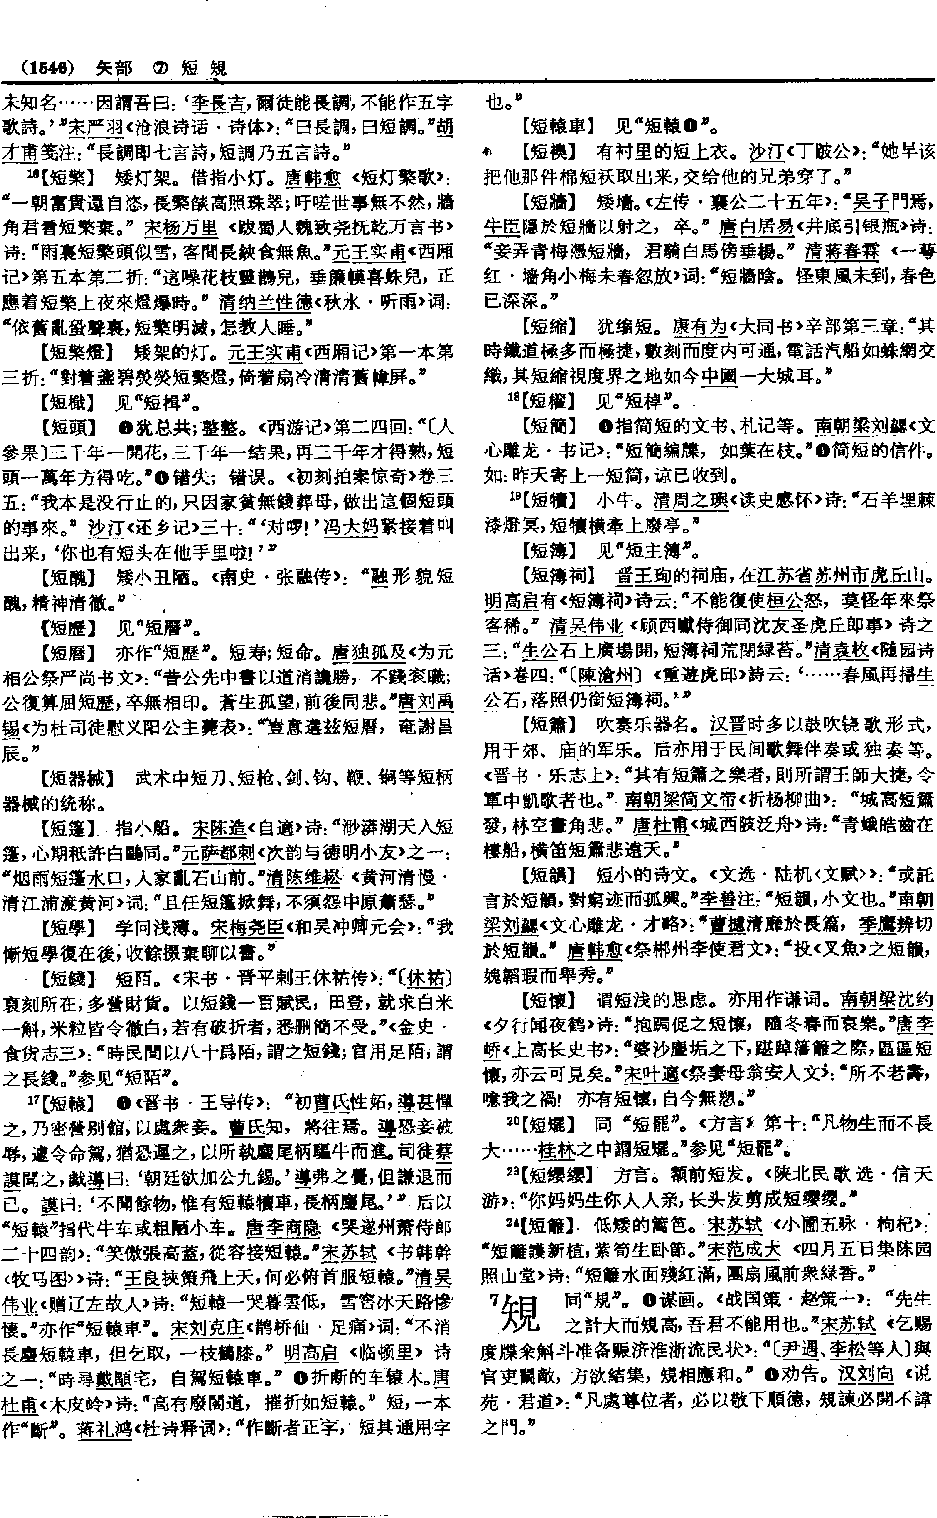 （1546） 矢部 ⑦ 短 規
未知名……因謂吾曰：‘李長吉，爾徒能長調，不能作五字
歌詩。’”宋严羽《沧浪诗话·诗体》：“曰長調，曰短調。”胡
才甫笺注：“長調即七言詩，短調乃五言詩。”
¹⁶【短檠】 矮灯架。借指小灯。唐韩愈《短灯檠歌》：
“一朝富貴還自恣，長檠燄高照珠翠；吁嗟世事無不然，牆
角君看短檠棄。”宋杨万里《跋蜀人魏致尧抚乾万言书》
诗：“雨裏短檠頭似雪，客間長鋏食無魚。”元王实甫《西厢
记》第五本第二折：“這噪花枝靈鵲兒，垂簾幙喜蛛兒，正
應着短檠上夜來燈爆時。”清纳兰性德《秋水·听雨》词：
“依舊亂蛩聲裏，短檠明滅，怎教人睡。”
【短檠燈】 矮架的灯。元王实甫《西厢记》第一本第
三折：“對着盞碧熒熒短檠燈，倚着扇冷清清舊幃屏。”
【短檝】 见“短楫”。
【短頭】 ❶犹总共；整整。《西游记》第二四回：“〔人
參果〕三千年一開花，三千年一结果，再三千年才得熟，短
頭一萬年方得吃。”❷错失；错误。《初刻拍案惊奇》卷三
五：“我本是没行止的，只因家貧無錢葬母，做出這個短頭
的事來。”沙汀《还乡记》三十：“‘对啰！’冯大妈紧接着叫
出来，‘你也有短头在他手里啦！’”
【短醜】 矮小丑陋。《南史·张融传》：“融形貌短
醜，精神清徹。”
【短歷】 见“短曆”。
【短曆】 亦作“短歷”。短寿；短命。唐独孤及《为元
相公祭严尚书文》：“昔公先中書以道消讒勝，不踐衮職；
公復算屈短歷，卒無相印。蒼生孤望，前後同悲。”唐刘禹
锡《为杜司徒慰义阳公主薨表》：“豈意遘兹短曆，奄謝昌
辰。”
【短器械】 武术中短刀、短枪、剑、钩、鞭、锏等短柄
器械的统称。
【短篷】 指小船。宋陈造《自適》诗：“渺漭湖天入短
篷，心期秖許白鷗同。”元萨都剌《次韵与德明小友》之一：
“烟雨短篷水口，人家亂石山前。”清陈维崧《黄河清慢·
清江浦渡黄河》词：“且任短篷掀舞，不須怨中原蕭瑟。”
【短學】 学问浅薄。宋梅尧臣《和吴冲卿元会》：“我
慚短學復在後，收餘掇棄聊以書。”
【短錢】 短陌。《宋书·晋平剌王休祐传》：“〔休祐〕
裒刻所在，多營財貨。以短錢一百賦民，田登，就求白米
一斛，米粒皆令徹白，若有破折者，悉删簡不受。”《金史·
食货志三》：“時民間以八十爲陌，謂之短錢；官用足陌，謂
之長錢。”参见“短陌”。
¹⁷【短轅】 ❶《晋书·王导传》：“初曹氏性妬，導甚憚
之，乃密營别館，以處衆妾。曹氏知，將往焉。導恐妾被
辱，遽令命駕，猶恐遲之，以所執麈尾柄驅牛而進。司徒蔡
謨聞之，戲導曰：‘朝廷欲加公九錫。’導弗之覺，但謙退而
已。謨曰：‘不聞餘物，惟有短轅犢車，長柄麈尾。’”后以
“短轅”指代牛车或粗陋小车。唐李商隐《哭遂州萧侍郎
二十四韵》：“笑傲張高蓋，從容接短轅。”宋苏轼《书韩幹
〈牧马图〉》诗：“王良挾策飛上天，何必俯首服短轅。”清吴
伟业《赠辽左故人》诗：“短轅一哭暮雲低，雪窖冰天路慘
悽。”亦作“短轅車”。宋刘克庄《鹊桥仙·足痛》词：“不消
長麈短轅車，但乞取，一枝鶴膝。”明高启《临顿里》诗
之一：“時尋戴顒宅，自駕短轅車。”❷折断的车辕木。唐
杜甫《木皮岭》诗：“高有廢閣道，摧折如短轅。”短，一本
作“斷”。蒋礼鸿《杜诗释词》：“作斷者正字，短其通用字
也。”
【短轅車】 见“短轅❶”。
【短襖】 有衬里的短上衣。沙汀《丁跛公》：“她早该
把他那件棉短袄取出来，交给他的兄弟穿了。”
【短牆】 矮墙。《左传·襄公二十五年》：“吴子門焉，
牛臣隱於短牆以射之，卒。”唐白居易《井底引银瓶》诗：
“妾弄青梅憑短牆，君騎白馬傍垂楊。”清蒋春霖《一萼
红·墙角小梅未春忽放》词：“短牆陰。怪東風未到，春色
已深深。”
【短缩】 犹缩短。康有为《大同书》辛部第三章：“其
時鐵道極多而極捷，數刻而度内可通，電話汽船如蛛網交
織，其短縮視度界之地如今中國一大城耳。”
¹⁸【短櫂】 见“短棹”。
【短簡】 ❶指简短的文书、札记等。南朝梁刘勰《文
心雕龙·书记》：“短簡編牒，如葉在枝。”❷简短的信件。
如：昨天寄上一短简，谅已收到。
¹⁹【短犢】 小牛。清周之琠《读史感怀》诗：“石羊埋蘚
漆燈冥，短犢横牽上廢亭。”
【短簿】 见“短主簿”。
【短簿祠】 晋王珣的祠庙，在江苏省苏州市虎丘山。
明高启有《短簿祠》诗云：“不能復使桓公怒，莫怪年來祭
客稀。”清吴伟业《顾西巘侍御同沈友圣虎丘即事》诗之
三：“生公石上廣場開，短簿祠荒閉緑苔。”清袁枚《随园诗
话》卷四：“〔陳滄州〕《重遊虎邱》詩云：‘……春風再掃生
公石，落照仍銜短簿祠。’”
【短簫】 吹奏乐器名。汉晋时多以鼓吹铙歌形式，
用于郊、庙的军乐。后亦用于民间歌舞伴奏或独奏等。
《晋书·乐志上》：“其有短簫之樂者，則所謂王師大捷，令
軍中凱歌者也。”南朝梁简文帝《折杨柳曲》：“城高短簫
發，林空畫角悲。”唐杜甫《城西陂泛舟》诗：“青蛾皓齒在
樓船，横笛短簫悲遠天。”
【短韻】 短小的诗文。《文选·陆机〈文赋〉》：“或託
言於短韻，對窮迹而孤興。”李善注：“短韻，小文也。”南朝
梁刘勰《文心雕龙·才略》：“曹攄清靡於長篇，季鷹辨切
於短韻。”唐韩愈《祭郴州李使君文》：“投《叉魚》之短韻，
媿韜瑕而舉秀。”
【短懷】 谓短浅的思虑。亦用作谦词。南朝梁沈约
《夕行闻夜鹤》诗：“抱跼促之短懷，隨冬春而哀樂。”唐李
峤《上高长史书》：“婆沙塵垢之下，踸踔藩籬之際，區區短
懷，亦云可見矣。”宋叶適《祭妻母翁安人文》：“所不老壽，
噫我之禍！亦有短懷，自今無愬。”
²⁰【短矲】 同“短罷”。《方言》第十：“凡物生而不長
大……桂林之中謂短矲。”参见“短罷”。
²³【短缨缨】 方言。额前短发。《陕北民歌选·信天
游》：“你妈妈生你人人亲，长头发剪成短缨缨。”
²⁴【短籬】 低矮的篱笆。宋苏轼《小圃五咏·枸杞》：
“短籬護新植，紫筍生卧節。”宋范成大《四月五日集陈园
照山堂》诗：“短籬水面殘紅滿，團扇風前衆緑香。”
⁷規 同“規”。❶谋画。《战国策·赵策一》：“先生
之計大而規高，吾君不能用也。”宋苏轼《乞赐
度牒籴斛斗准备赈济淮浙流民状》：“〔尹遇、李松等人〕與
官吏鬭敵，方欲結集，規相應和。”❷劝告。汉刘向《说
苑·君道》：“凡處尊位者，必以敬下順德，規諫必開不諱
之門。”